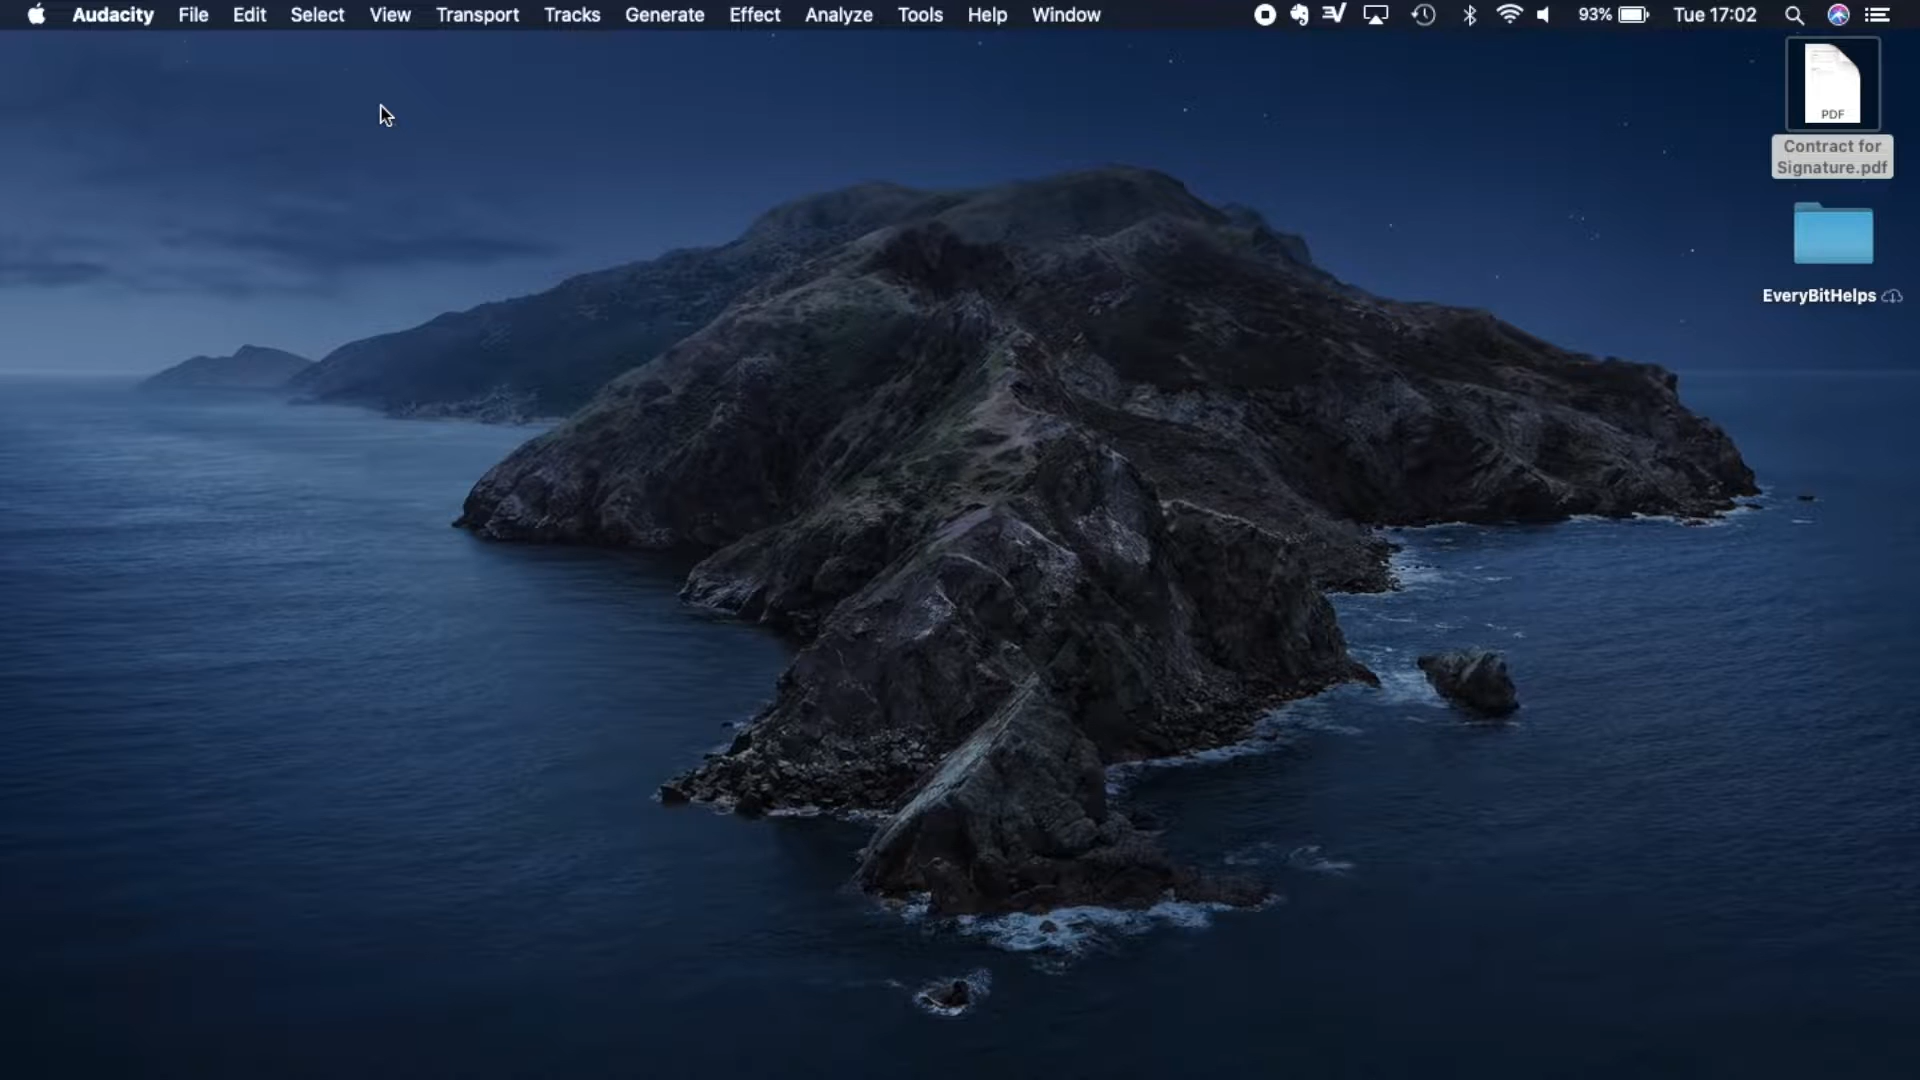 Audacity File Edit Select View Transport Tracks Generate Effect Analyze Tools Help Window 93% Tue 17:02
PDF
Contract for
Signature.pdf
EveryBitHelps